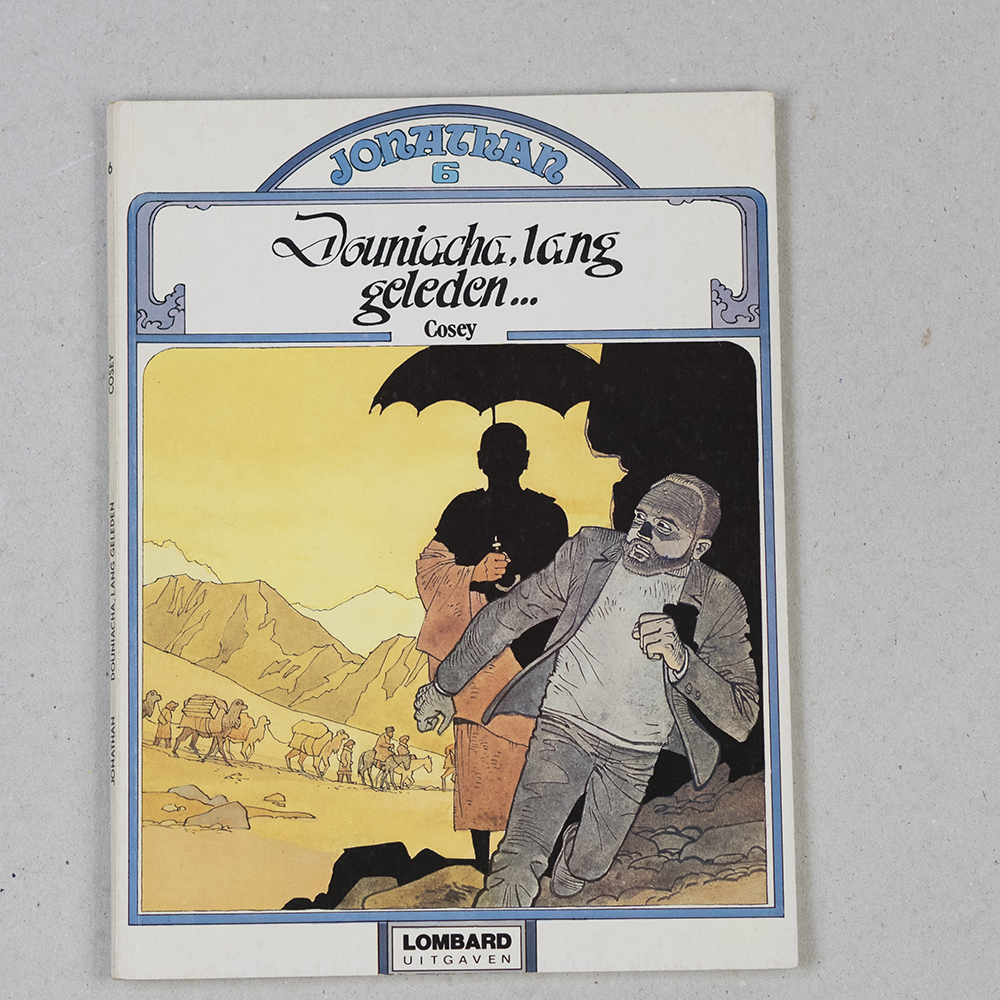 JONATHAN
6
Douniacha, lang
geleden...
Cosey
LOMBARD
UITGAVEN
JONATHAN DOUNIACHA, LANG GELEDEN COSEY 6